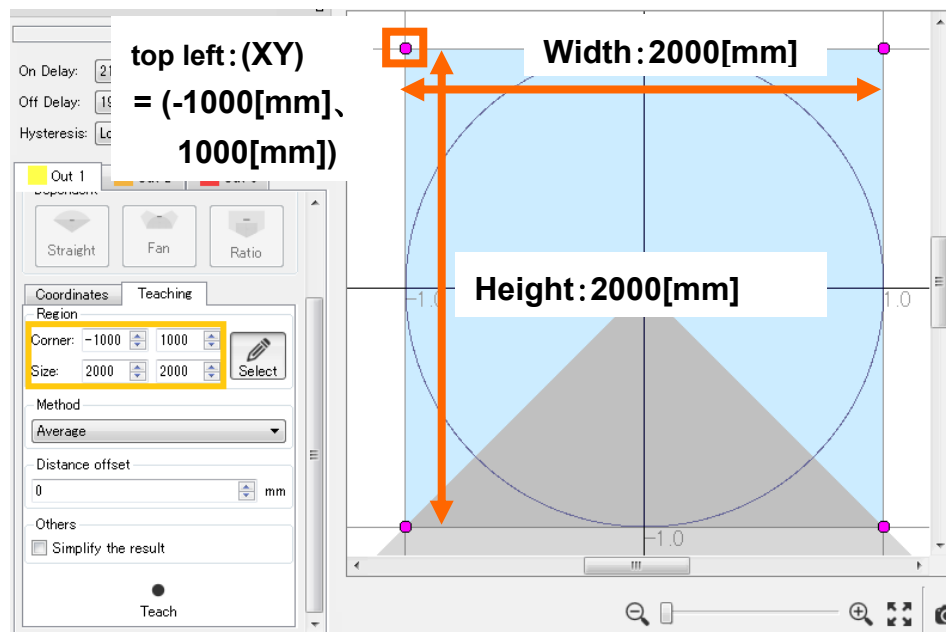 top left:(XY)
= (-1000[mm]、
1000[mm])
Width:2000[mm]
Height:2000[mm]
On Delay:
Off Delay:
Hysteresis:
Out 1
Straight
Fan
Ratio
Coordinates
Teaching
Region
Corner: -1000 1000
Size: 2000 2000
Select
Method
Average
Distance offset
0 mm
Others
Simplify the result
Teach
1.0
-1.0